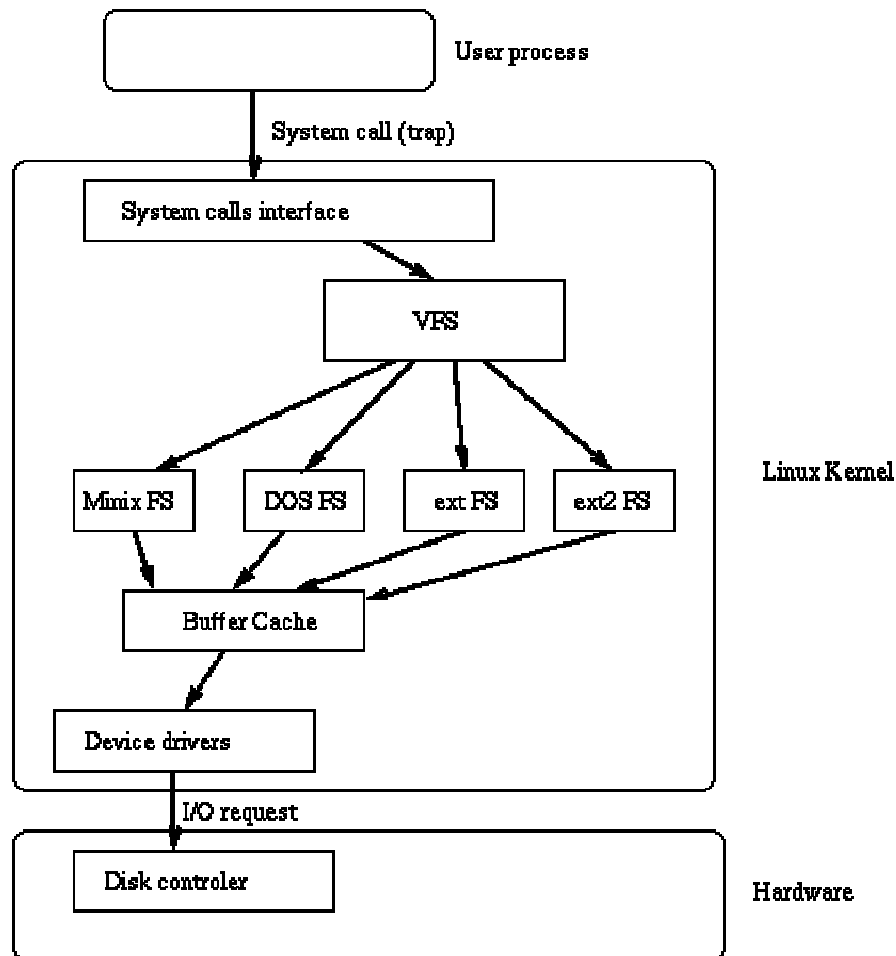 User process
System call (trap)
System calls interface
VFS
Linux Kernel
Minix FS
DOS FS
ext FS
ext2 FS
Buffer Cache
Device drivers
I/O request
Disk controler
Hardware